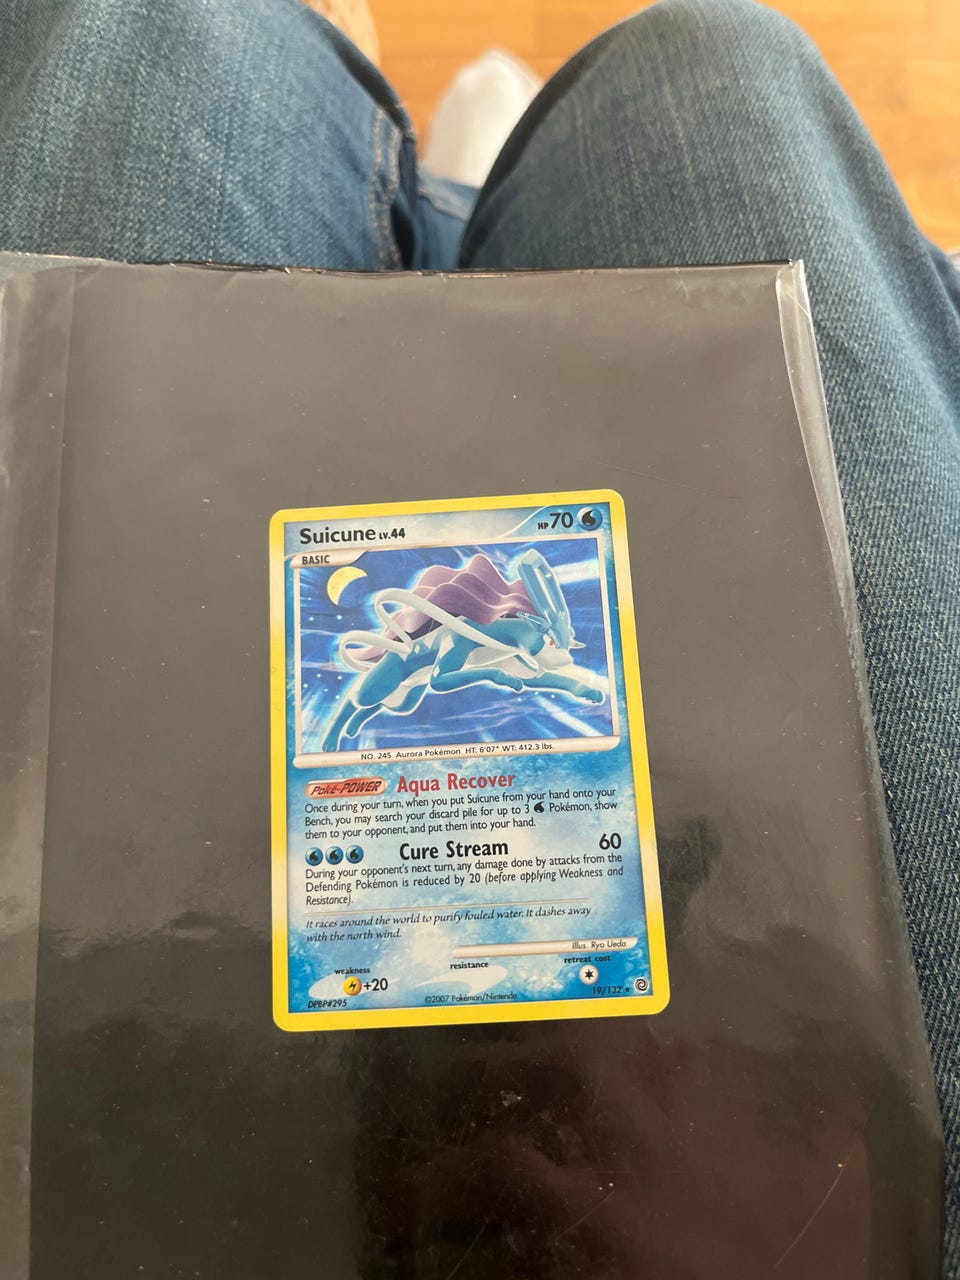 Suicune LV.44
HP 70
BASIC
NO. 245 Aurora Pokémon HT: 6'07" WT: 412.3 lbs.
Poké-POWER Aqua Recover
Once during your turn, when you put Suicune from your hand onto your
Bench, you may search your discard pile for up to 3 Pokémon, show
them to your opponent, and put them into your hand.
Cure Stream 60
During your opponent's next turn, any damage done by attacks from the
Defending Pokémon is reduced by 20 (before applying Weakness and
Resistance).
It races around the world to purify fouled water. It dashes away
with the north wind.
Illus. Ryo Ueda
weakness resistance retreat cost
+20
DPBP#295 ©2007 Pokémon/Nintendo 19/132 ★